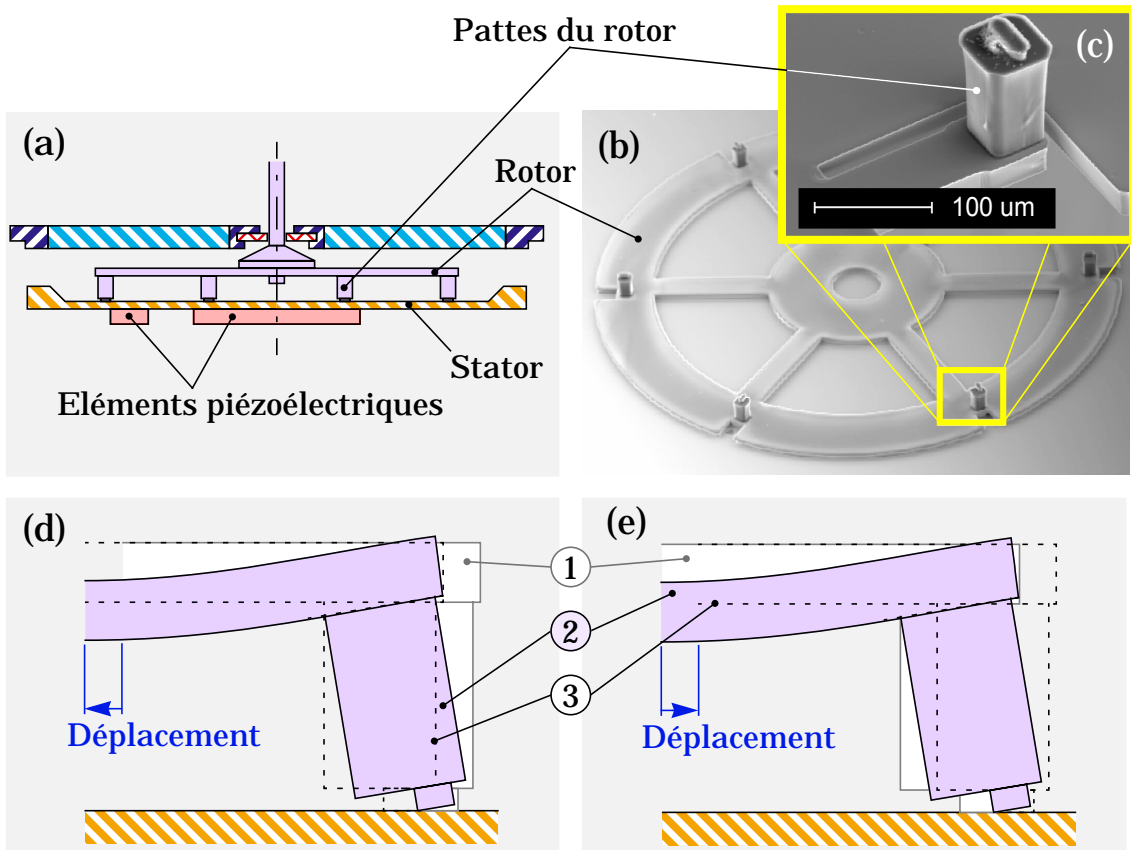 Pattes du rotor
(c)
(a)
(b)
Rotor
100 um
Stator
Eléments piézoélectriques
(d)
(e)
1
2
3
Déplacement
Déplacement